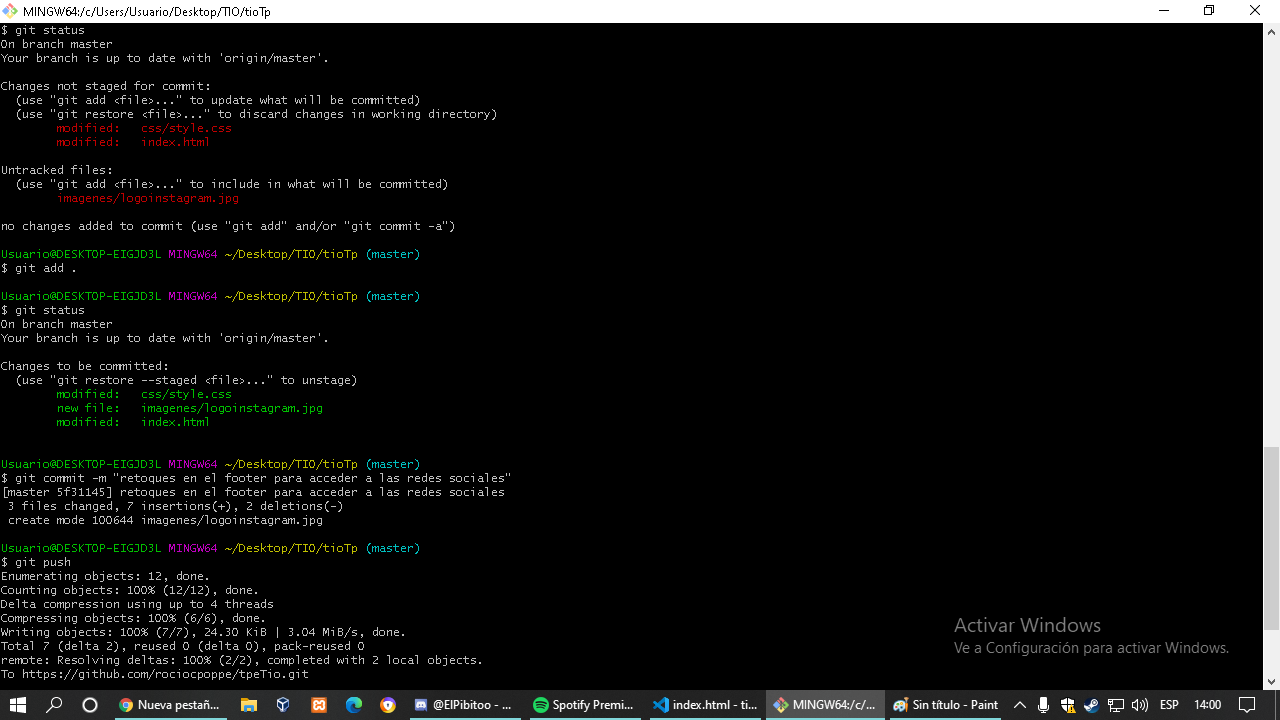 MINGW64:/c/Users/Usuario/Desktop/TIO/tioTp
$ git status
On branch master
Your branch is up to date with 'origin/master'.
Changes not staged for commit:
  (use "git add <file>..." to update what will be committed)
  (use "git restore <file>..." to discard changes in working directory)
        modified:   css/style.css
        modified:   index.html
Untracked files:
  (use "git add <file>..." to include in what will be committed)
        imagenes/logoinstagram.jpg
no changes added to commit (use "git add" and/or "git commit -a")
Usuario@DESKTOP-EIGJD3L MINGW64 ~/Desktop/TIO/tioTp (master)
$ git add .
Usuario@DESKTOP-EIGJD3L MINGW64 ~/Desktop/TIO/tioTp (master)
$ git status
On branch master
Your branch is up to date with 'origin/master'.
Changes to be committed:
  (use "git restore --staged <file>..." to unstage)
        modified:   css/style.css
        new file:   imagenes/logoinstagram.jpg
        modified:   index.html
Usuario@DESKTOP-EIGJD3L MINGW64 ~/Desktop/TIO/tioTp (master)
$ git commit -m "retoques en el footer para acceder a las redes sociales"
[master 5f31145] retoques en el footer para acceder a las redes sociales
 3 files changed, 7 insertions(+), 2 deletions(-)
 create mode 100644 imagenes/logoinstagram.jpg
Usuario@DESKTOP-EIGJD3L MINGW64 ~/Desktop/TIO/tioTp (master)
$ git push
Enumerating objects: 12, done.
Counting objects: 100% (12/12), done.
Delta compression using up to 4 threads
Compressing objects: 100% (6/6), done.
Writing objects: 100% (7/7), 24.30 KiB | 3.04 MiB/s, done.
Total 7 (delta 2), reused 0 (delta 0), pack-reused 0
remote: Resolving deltas: 100% (2/2), completed with 2 local objects.
To https://github.com/rociocpoppe/tpeTio.git
Activar Windows
Ve a Configuración para activar Windows.
Nueva pestañ... @ElPibitoo - ... Spotify Premi... index.html - ti... MINGW64:/c/... Sin título - Paint ESP 14:00